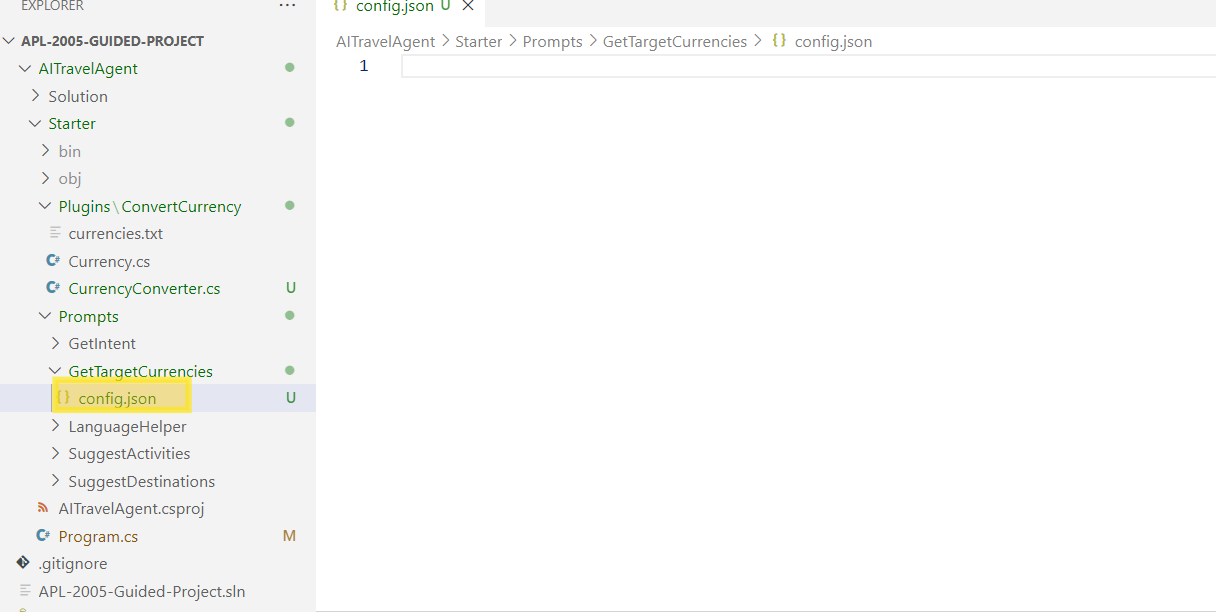 EXPLORER ...
APL-2005-GUIDED-PROJECT
AITravelAgent
Solution
Starter
bin
obj
Plugins\ConvertCurrency
currencies.txt
C# Currency.cs
C# CurrencyConverter.cs U
Prompts
GetIntent
GetTargetCurrencies
{} config.json U
LanguageHelper
SuggestActivities
SuggestDestinations
AITravelAgent.csproj
C# Program.cs M
.gitignore
APL-2005-Guided-Project.sln
{} config.json U ×
AITravelAgent > Starter > Prompts > GetTargetCurrencies > {} config.json
1